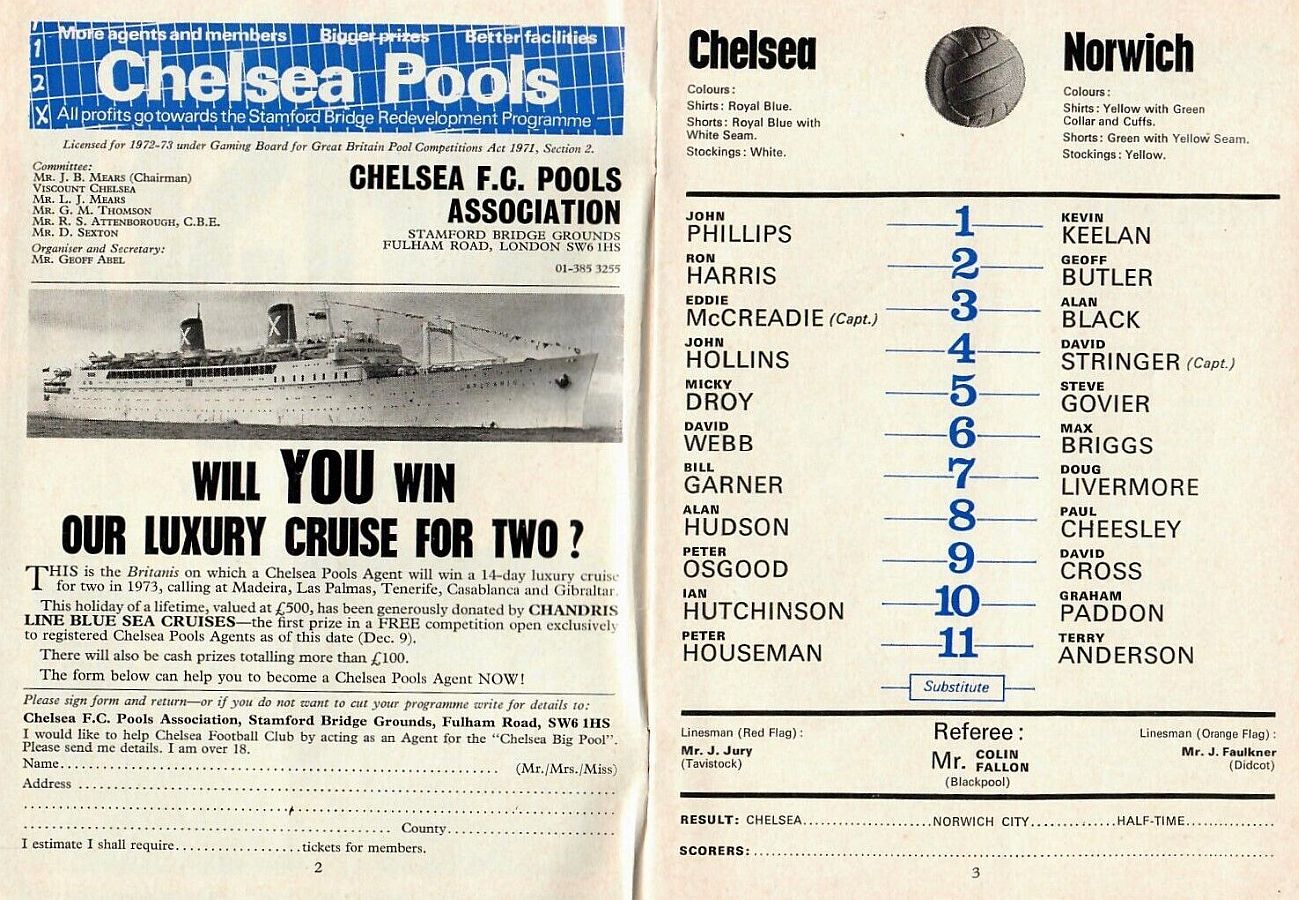 More agents and members Bigger prizes Better facilities
1
2
X
Chelsea Pools
All profits go towards the Stamford Bridge Redevelopment Programme
Licensed for 1972-73 under Gaming Board for Great Britain Pool Competitions Act 1971, Section 2.
Committee:
MR. J. B. MEARS (Chairman)
VISCOUNT CHELSEA
MR. L. J. MEARS
MR. G. M. THOMSON
MR. R. S. ATTENBOROUGH, C.B.E.
MR. D. SEXTON
Organiser and Secretary:
MR. GEOFF ABEL
CHELSEA F.C. POOLS
ASSOCIATION
STAMFORD BRIDGE GROUNDS
FULHAM ROAD, LONDON SW6 1HS
01-385 3255
X X
BRITANIS
WILL YOU WIN
OUR LUXURY CRUISE FOR TWO ?
THIS is the Britanis on which a Chelsea Pools Agent will win a 14-day luxury cruise
for two in 1973, calling at Madeira, Las Palmas, Tenerife, Casablanca and Gibraltar.
This holiday of a lifetime, valued at £500, has been generously donated by CHANDRIS
LINE BLUE SEA CRUISES—the first prize in a FREE competition open exclusively
to registered Chelsea Pools Agents as of this date (Dec. 9).
There will also be cash prizes totalling more than £100.
The form below can help you to become a Chelsea Pools Agent NOW!
Please sign form and return—or if you do not want to cut your programme write for details to:
Chelsea F.C. Pools Association, Stamford Bridge Grounds, Fulham Road, SW6 1HS
I would like to help Chelsea Football Club by acting as an Agent for the "Chelsea Big Pool".
Please send me details. I am over 18.
Name.................... (Mr./Mrs./Miss)
Address ....................
....................
.................... County....................
I estimate I shall require....................tickets for members.
2
Chelsea
Colours:
Shirts: Royal Blue.
Shorts: Royal Blue with
White Seam.
Stockings: White.
Norwich
Colours:
Shirts: Yellow with Green
Collar and Cuffs.
Shorts: Green with Yellow Seam.
Stockings: Yellow.
JOHN PHILLIPS 1 KEVIN KEELAN
RON HARRIS 2 GEOFF BUTLER
EDDIE McCREADIE (Capt.) 3 ALAN BLACK
JOHN HOLLINS 4 DAVID STRINGER (Capt.)
MICKY DROY 5 STEVE GOVIER
DAVID WEBB 6 MAX BRIGGS
BILL GARNER 7 DOUG LIVERMORE
ALAN HUDSON 8 PAUL CHEESLEY
PETER OSGOOD 9 DAVID CROSS
IAN HUTCHINSON 10 GRAHAM PADDON
PETER HOUSEMAN 11 TERRY ANDERSON
Substitute
Linesman (Red Flag):
Mr. J. Jury
(Tavistock)
Referee:
Mr. COLIN FALLON
(Blackpool)
Linesman (Orange Flag):
Mr. J. Faulkner
(Didcot)
RESULT: CHELSEA....................NORWICH CITY....................HALF-TIME....................
SCORERS:....................
3